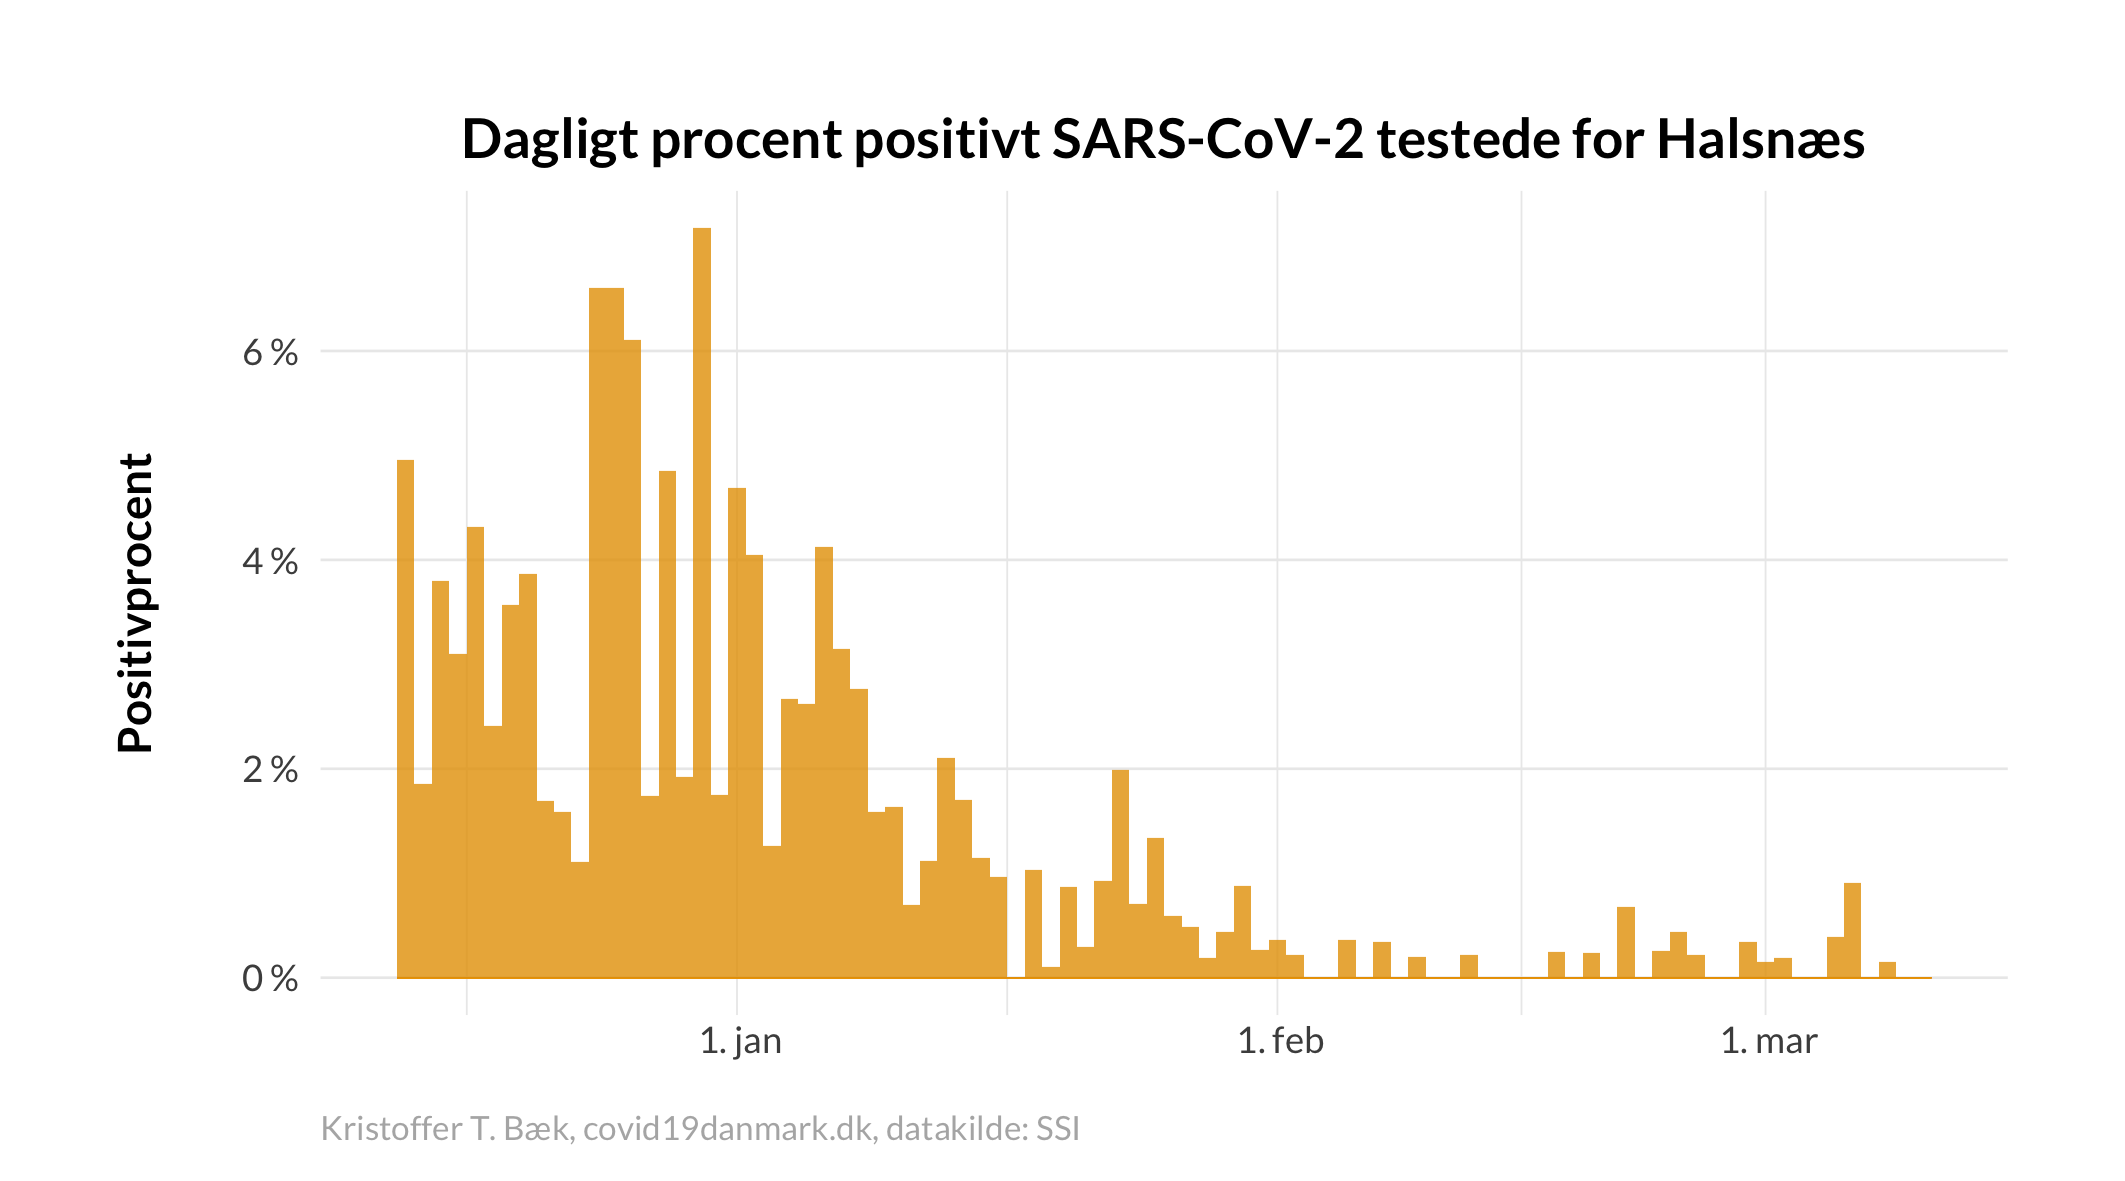 Dagligt procent positivt SARS-CoV-2 testede for Halsnæs
Positivprocent
6 %
4 %
2 %
0 %
1. jan
1. feb
1. mar
Kristoffer T. Bæk, covid19danmark.dk, datakilde: SSI